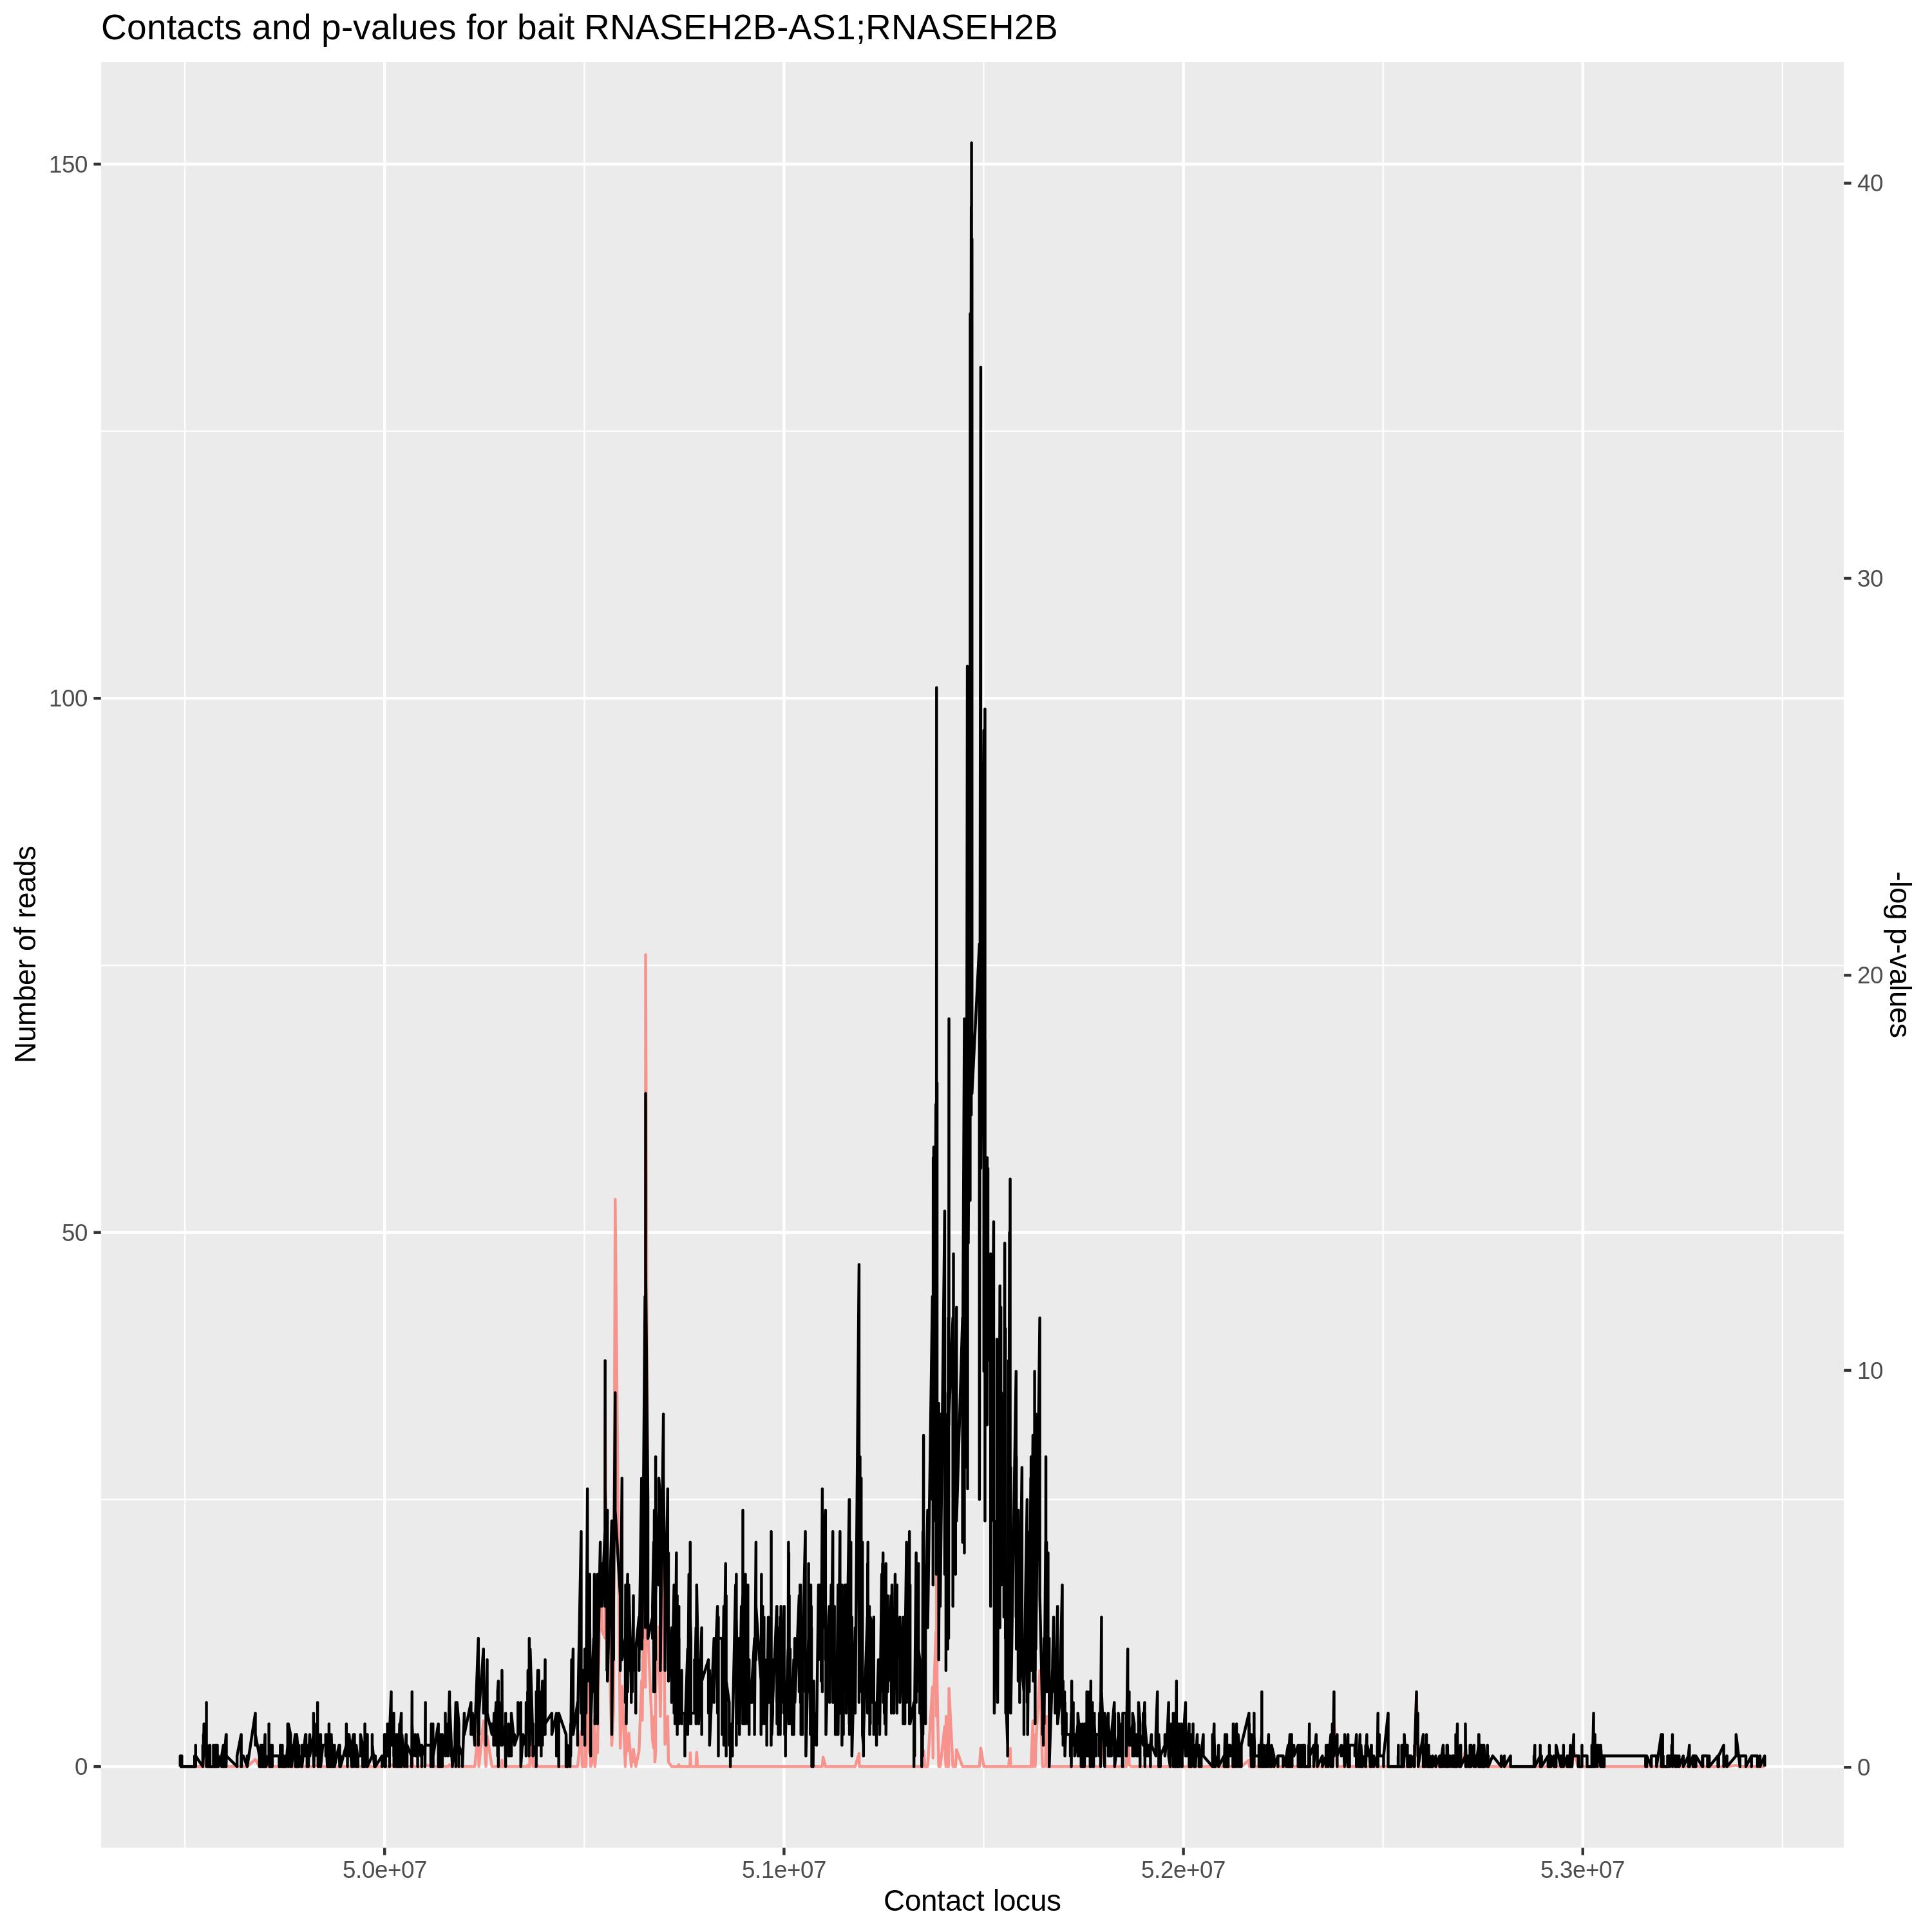 Contacts and p-values for bait RNASEH2B-AS1;RNASEH2B
150
100
50
0
Number of reads
40
30
20
10
0
-log p-values
5.0e+07
5.1e+07
5.2e+07
5.3e+07
Contact locus